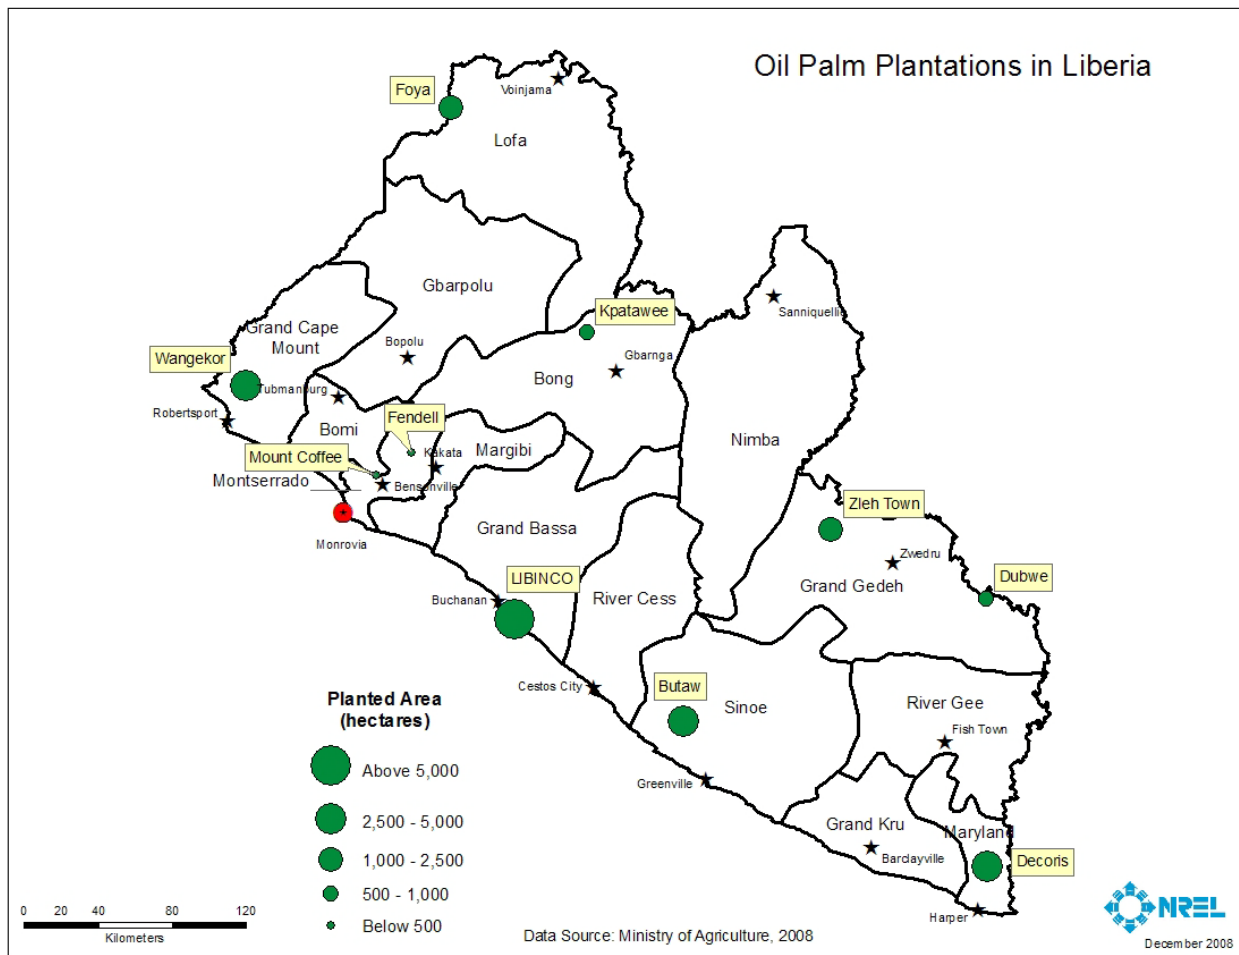 Oil Palm Plantations in Liberia
Foya
Voinjama
Lofa
Gbarpolu
Sanniquellie
Kpatawee
Grand Cape
Mount
Bopolu
Gbarnga
Wangekor
Tubmanburg
Bong
Robertsport
Fendell
Bomi
Nimba
Kakata
Margibi
Mount Coffee
Montserrado
Bensonville
Zleh Town
Grand Bassa
Monrovia
Zwedru
LIBINCO
Grand Gedeh
Dubwe
Buchanan
River Cess
Cestos City
Butaw
Sinoe
River Gee
Fish Town
Greenville
Grand Kru
Maryland
Barclayville
Decoris
Harper
Planted Area
(hectares)
Above 5,000
2,500 - 5,000
1,000 - 2,500
500 - 1,000
Below 500
0 20 40 80 120
Kilometers
Data Source: Ministry of Agriculture, 2008
NREL
December 2008